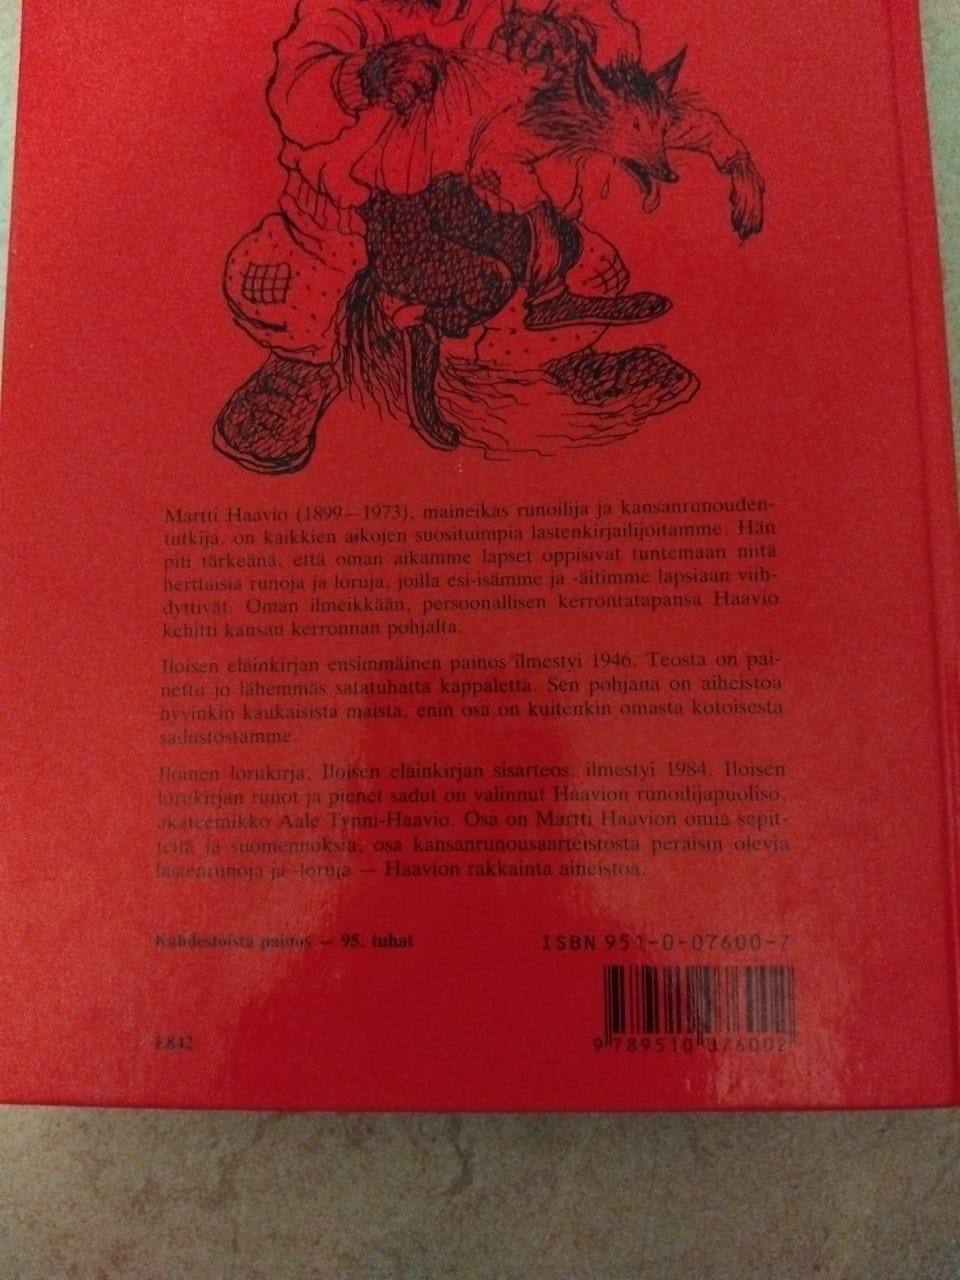 Martti Haavio (1899—1973), maineikas runoilija ja kansanrunouden-
tutkija, on kaikkien aikojen suosituimpia lastenkirjailijoitamme. Hän
piti tärkeänä, että oman aikamme lapset oppisivat tuntemaan niitä
herttaisia runoja ja loruja, joilla esi-isämme ja -äitimme lapsiaan viih-
dyttivät. Oman ilmeikkään, persoonallisen kerrontatapansa Haavio
kehitti kansan kerronnan pohjalta.
Iloisen eläinkirjan ensimmäinen painos ilmestyi 1946. Teosta on pai-
nettu jo lähemmäs satatuhatta kappaletta. Sen pohjana on aiheistoa
hyvinkin kaukaisista maista, enin osa on kuitenkin omasta kotoisesta
sadustostamme.
Iloinen lorukirja, Iloisen eläinkirjan sisarteos, ilmestyi 1984. Iloisen
lorukirjan runot ja pienet sadut on valinnut Haavion runoilijapuoliso,
akateemikko Aale Tynni-Haavio. Osa on Martti Haavion omia sepit-
teitä ja suomennoksia, osa kansanrunousaarteistosta peräisin olevia
lastenrunoja ja -loruja — Haavion rakkainta aineistoa.
Kahdestoista painos — 95. tuhat
ISBN 951-0-07600-7
L842
9 789510 076002